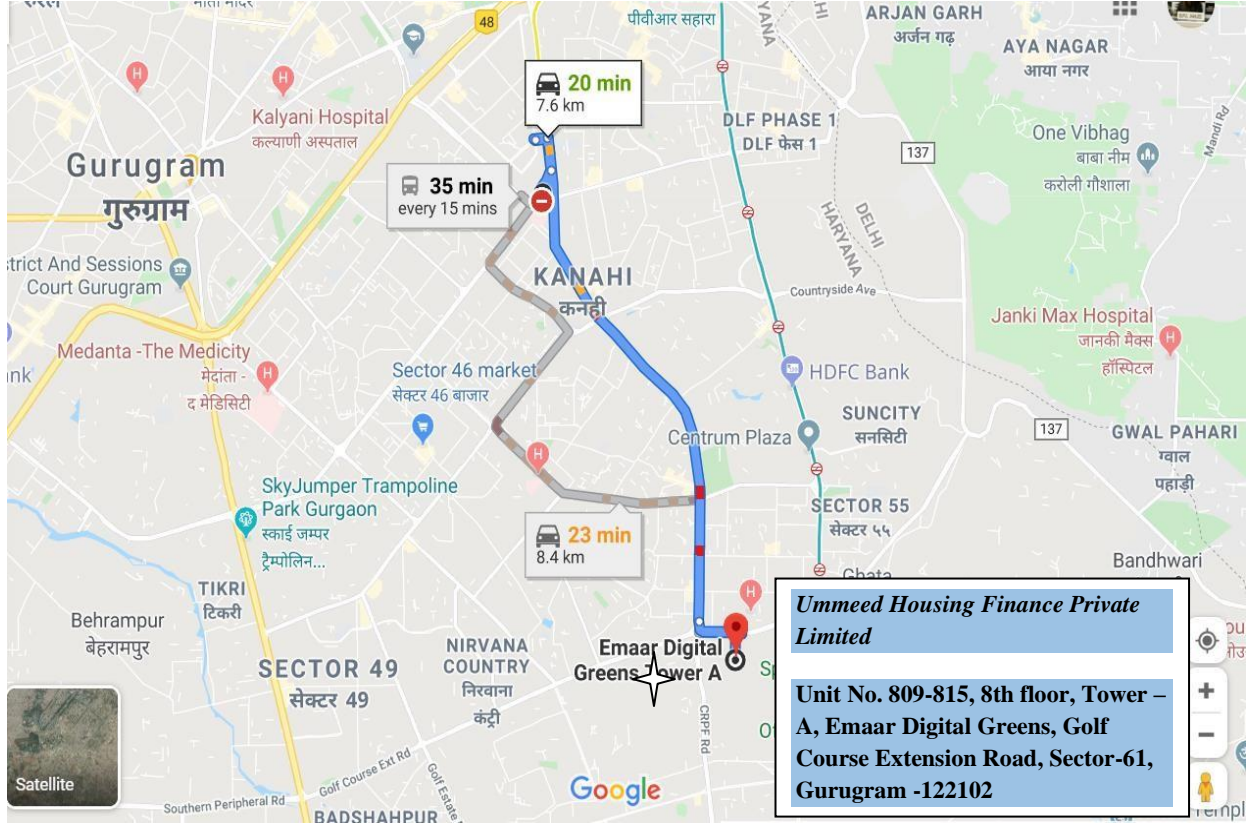 माता मंदिर
48
पीवीआर सहारा
ARJAN GARH
अर्जन गढ़
AYA NAGAR
आया नगर
20 min
7.6 km
Kalyani Hospital
कल्याणी अस्पताल
DLF PHASE 1
DLF फेस 1
HARYANA
DELHI
One Vibhag
बाबा नीम
करोली गौशाला
Mandi Rd
137
Gurugram
गुरुग्राम
35 min
every 15 mins
strict And Sessions
Court Gurugram
KANAHI
कनही
Countryside Ave
Janki Max Hospital
जानकी मैक्स
हॉस्पिटल
Medanta -The Medicity
मेदांता -
द मेडिसिटी
Sector 46 market
सेक्टर 46 बाजार
HDFC Bank
SUNCITY
सनसिटी
137
GWAL PAHARI
ग्वाल
पहाड़ी
Centrum Plaza
SkyJumper Trampoline
Park Gurgaon
स्काई जम्पर
ट्रैम्पोलिन...
23 min
8.4 km
SECTOR 55
सेक्टर ५५
Bandhwari
Ghata
TIKRI
टिकरी
Behrampur
बेहरामपुर
SECTOR 49
सेक्टर 49
NIRVANA
COUNTRY
निरवाना
कंट्री
Emaar Digital
Greens Tower A
CRPF Rd
Ummeed Housing Finance Private
Limited
Unit No. 809-815, 8th floor, Tower –
A, Emaar Digital Greens, Golf
Course Extension Road, Sector-61,
Gurugram -122102
Satellite
Southern Peripheral Rd
Golf Course Ext Rd
Golf Estate
BADSHAHPUR
Google